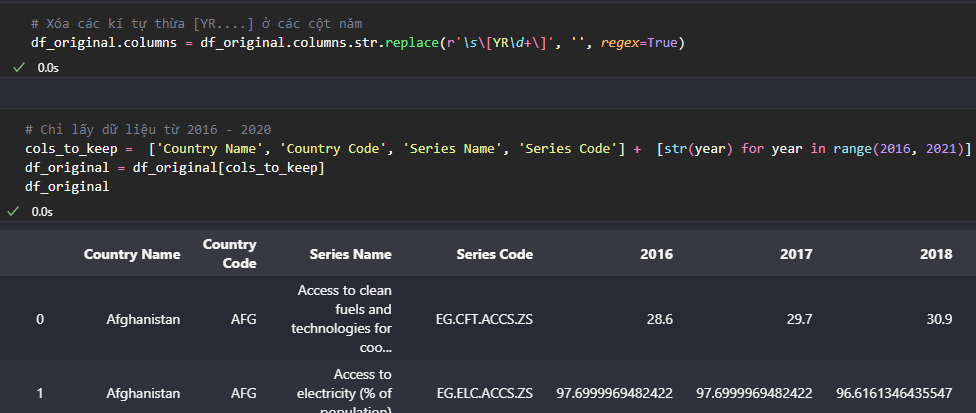 # Xóa các kí tự thừa [YR....] ở các cột năm
df_original.columns = df_original.columns.str.replace(r'\s\[YR\d+\]', '', regex=True)
0.0s
# Chỉ lấy dữ liệu từ 2016 - 2020
cols_to_keep =  ['Country Name', 'Country Code', 'Series Name', 'Series Code'] +  [str(year) for year in range(2016, 2021)]
df_original = df_original[cols_to_keep]
df_original
0.0s
Country Name Country Code Series Name Series Code 2016 2017 2018
0 Afghanistan AFG Access to clean fuels and technologies for coo... EG.CFT.ACCS.ZS 28.6 29.7 30.9
1 Afghanistan AFG Access to electricity (% of population) EG.ELC.ACCS.ZS 97.6999969482422 97.6999969482422 96.6161346435547